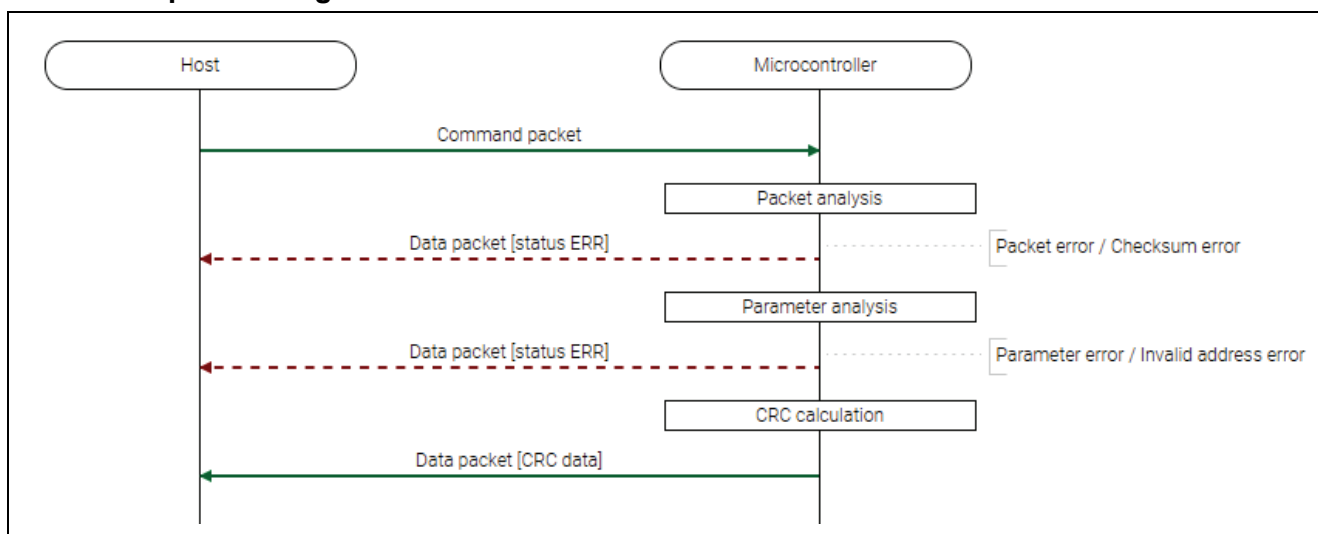 Host
Microcontroller
Command packet
Packet analysis
Data packet [status ERR]
Packet error / Checksum error
Parameter analysis
Data packet [status ERR]
Parameter error / Invalid address error
CRC calculation
Data packet [CRC data]